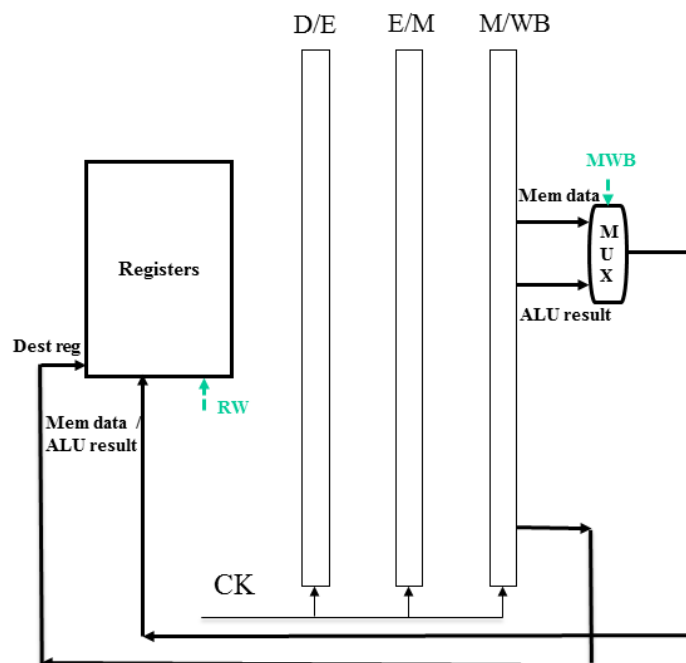 D/E
E/M
M/WB
MWB
Mem data
M
U
X
Registers
ALU result
Dest reg
RW
Mem data /
ALU result
CK